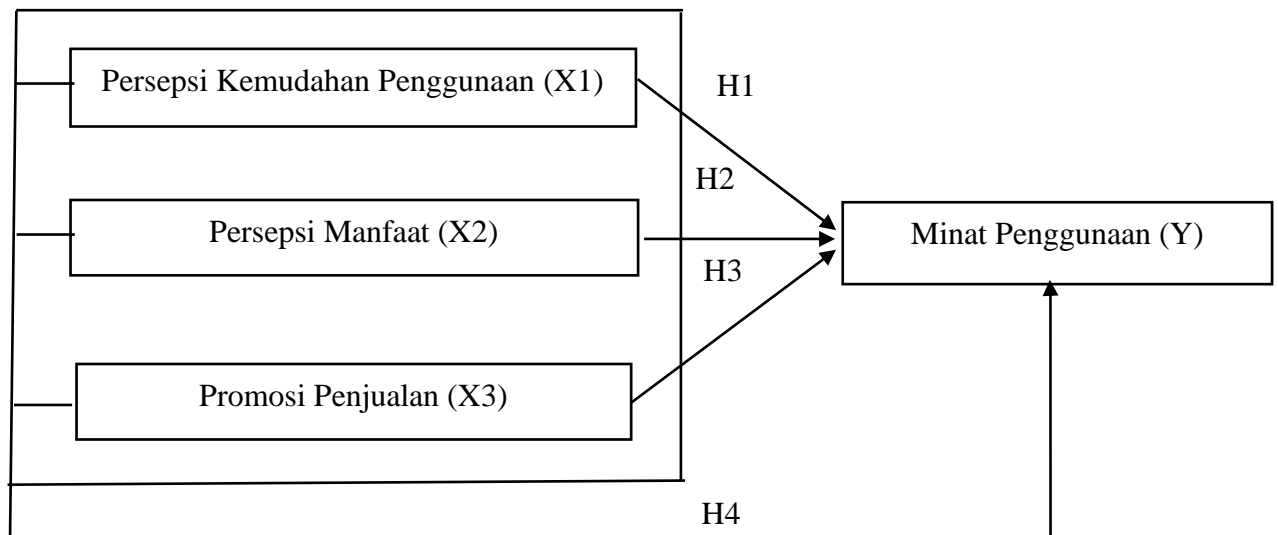 Persepsi Kemudahan Penggunaan (X1)
H1
H2
Persepsi Manfaat (X2)
Minat Penggunaan (Y)
H3
Promosi Penjualan (X3)
H4